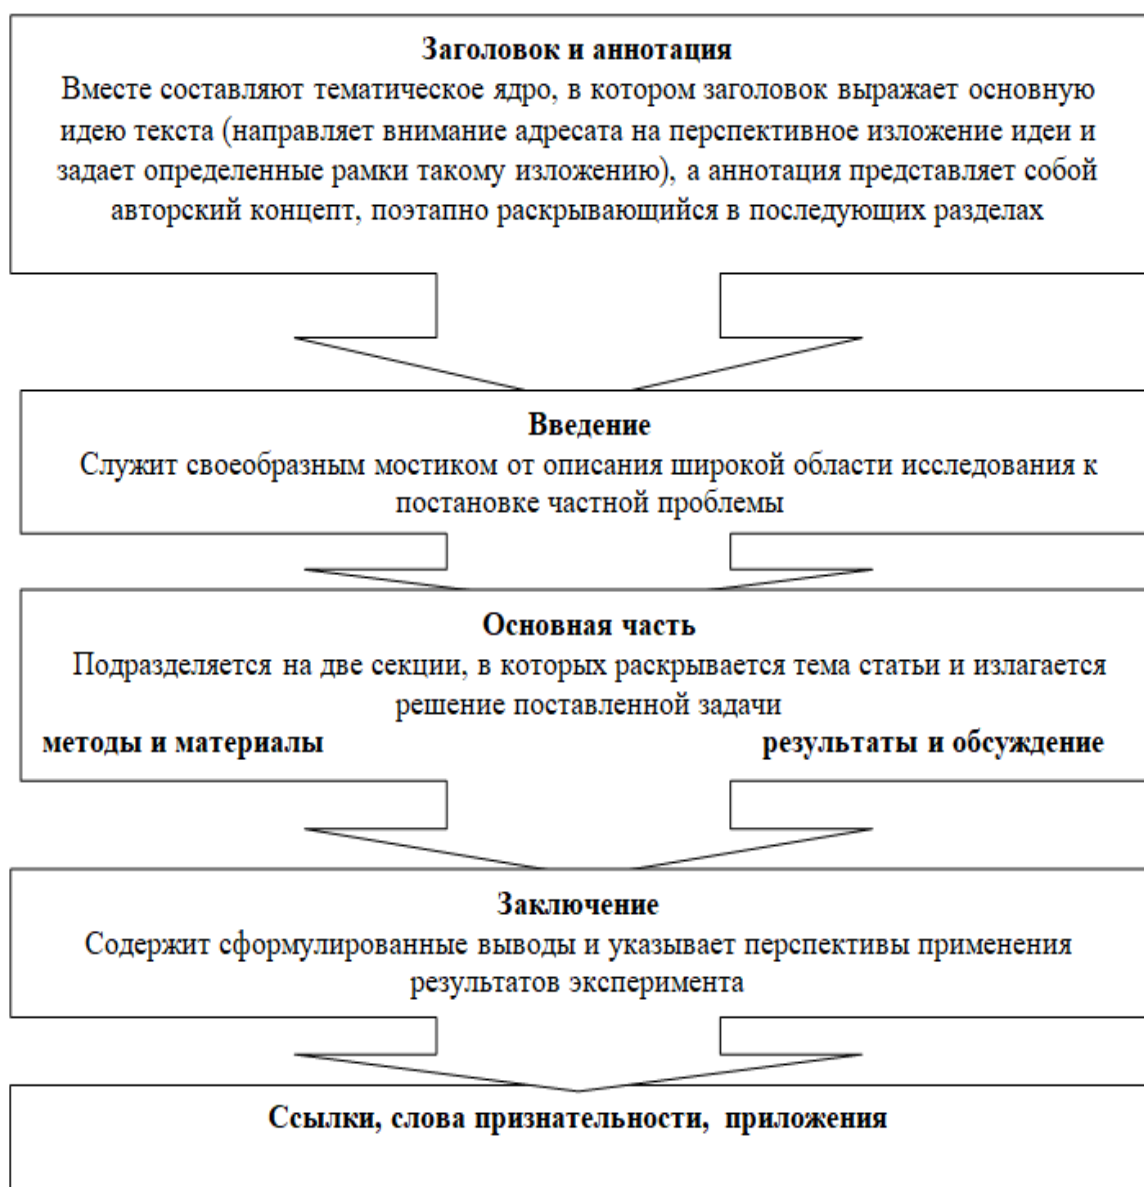 Заголовок и аннотация
Вместе составляют тематическое ядро, в котором заголовок выражает основную
идею текста (направляет внимание адресата на перспективное изложение идеи и
задает определенные рамки такому изложению), а аннотация представляет собой
авторский концепт, поэтапно раскрывающийся в последующих разделах
Введение
Служит своеобразным мостиком от описания широкой области исследования к
постановке частной проблемы
Основная часть
Подразделяется на две секции, в которых раскрывается тема статьи и излагается
решение поставленной задачи
методы и материалы результаты и обсуждение
Заключение
Содержит сформулированные выводы и указывает перспективы применения
результатов эксперимента
Ссылки, слова признательности, приложения